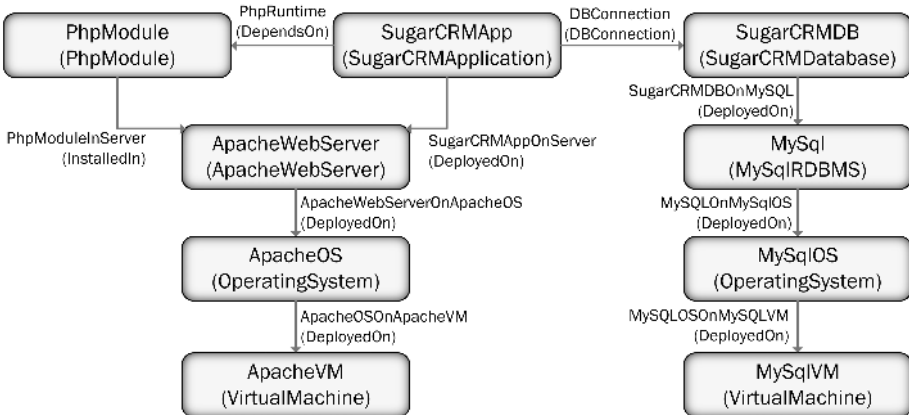 PhpRuntime
(DependsOn)
DBConnection
(DBConnection)
PhpModule
(PhpModule)
SugarCRMApp
(SugarCRMApplication)
SugarCRMDB
(SugarCRMDatabase)
SugarCRMDBOnMySQL
(DeployedOn)
PhpModuleInServer
(InstalledIn)
SugarCRMAppOnServer
(DeployedOn)
ApacheWebServer
(ApacheWebServer)
MySql
(MySqlRDBMS)
ApacheWebServerOnApacheOS
(DeployedOn)
MySQLOnMySqlOS
(DeployedOn)
ApacheOS
(OperatingSystem)
MySqlOS
(OperatingSystem)
ApacheOSOnApacheVM
(DeployedOn)
MySQLOSOnMySQLVM
(DeployedOn)
ApacheVM
(VirtualMachine)
MySqlVM
(VirtualMachine)